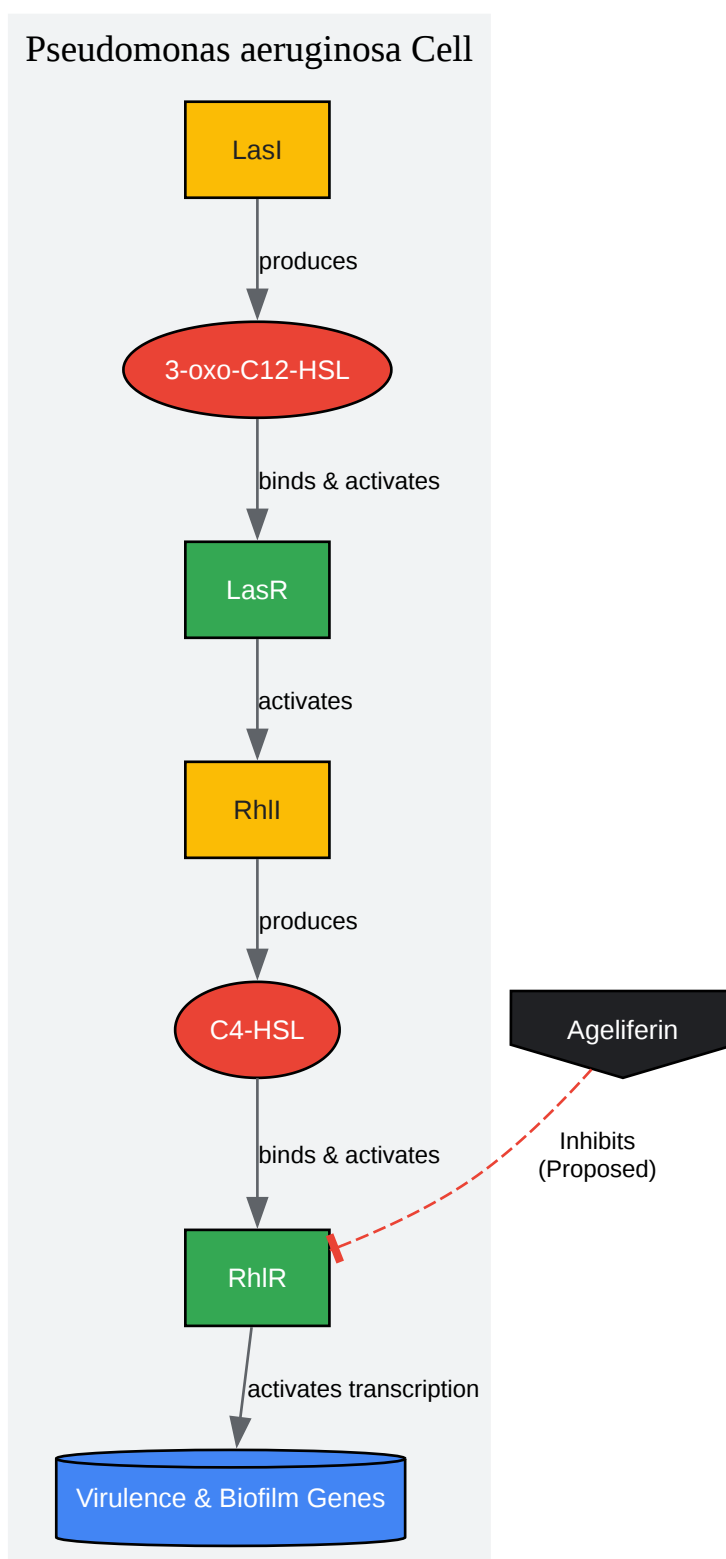 Pseudomonas aeruginosa Cell
LasI
produces
3-oxo-C12-HSL
binds & activates
LasR
activates
RhlI
produces
C4-HSL
Ageliferin
binds & activates
Inhibits
(Proposed)
RhlR
activates transcription
Virulence & Biofilm Genes